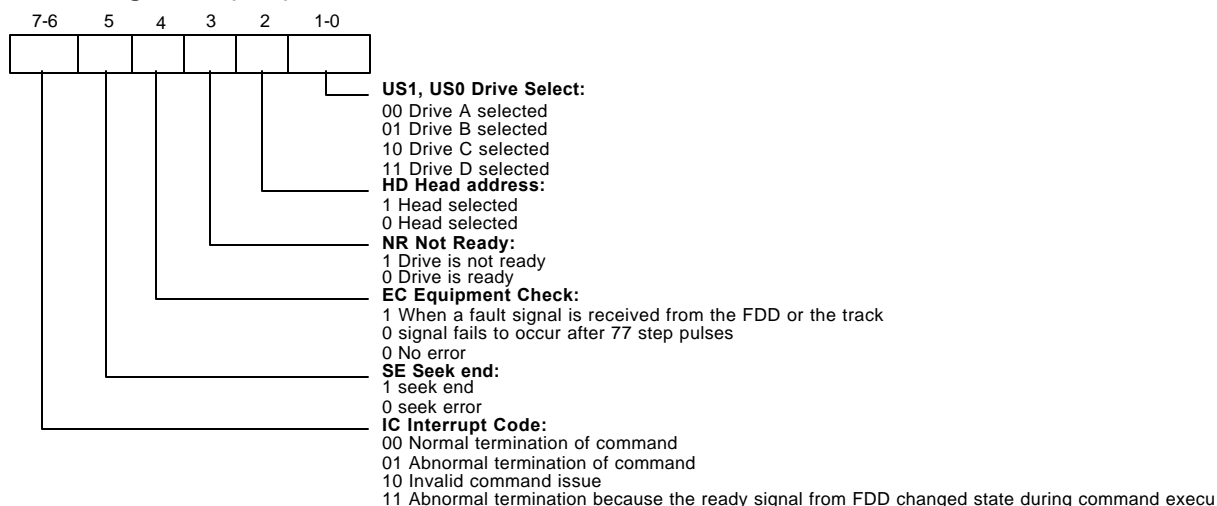 7-6 5 4 3 2 1-0
US1, US0 Drive Select:
00 Drive A selected
01 Drive B selected
10 Drive C selected
11 Drive D selected
HD Head address:
1 Head selected
0 Head selected
NR Not Ready:
1 Drive is not ready
0 Drive is ready
EC Equipment Check:
1 When a fault signal is received from the FDD or the track
0 signal fails to occur after 77 step pulses
0 No error
SE Seek end:
1 seek end
0 seek error
IC Interrupt Code:
00 Normal termination of command
01 Abnormal termination of command
10 Invalid command issue
11 Abnormal termination because the ready signal from FDD changed state during command execu